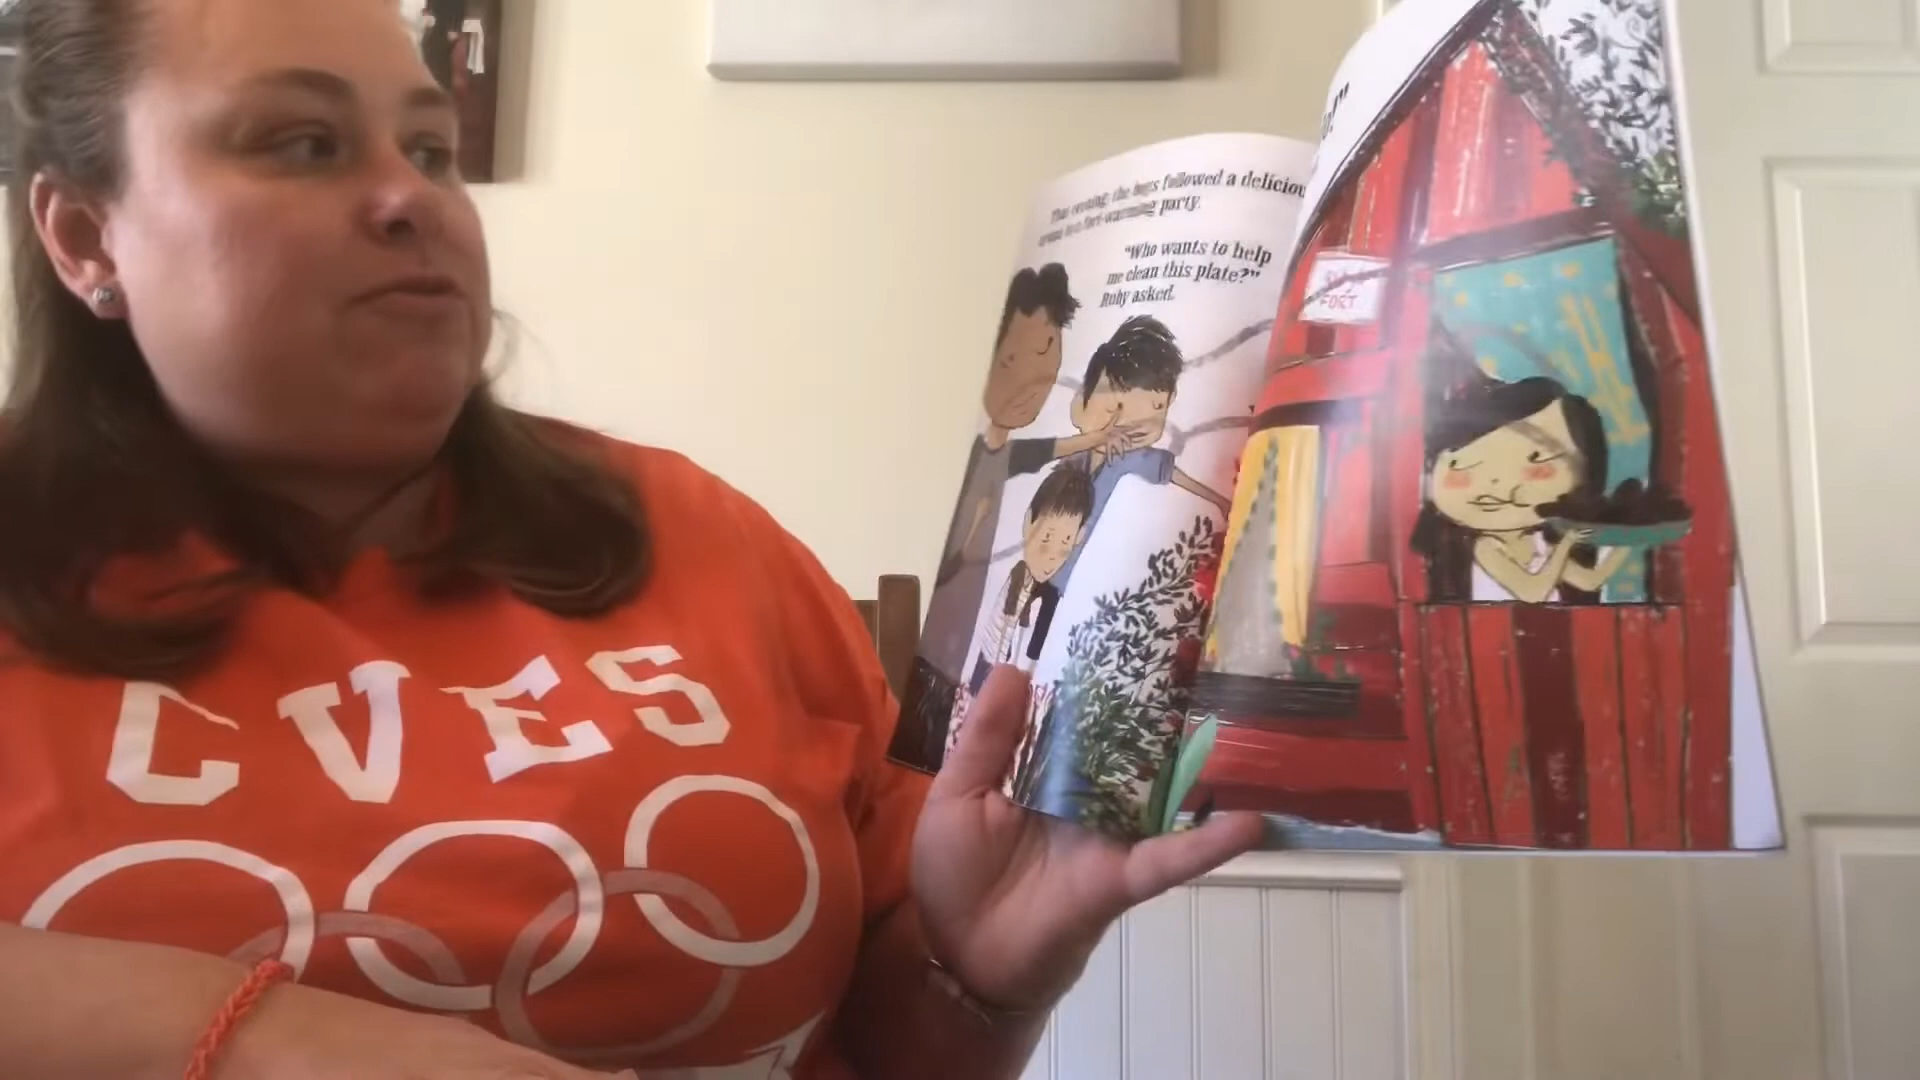 CVES
That evening, the boys followed a delicious
aroma to a fort-warming party.
"Who wants to help
me clean this plate?"
Ruby asked.
FORT